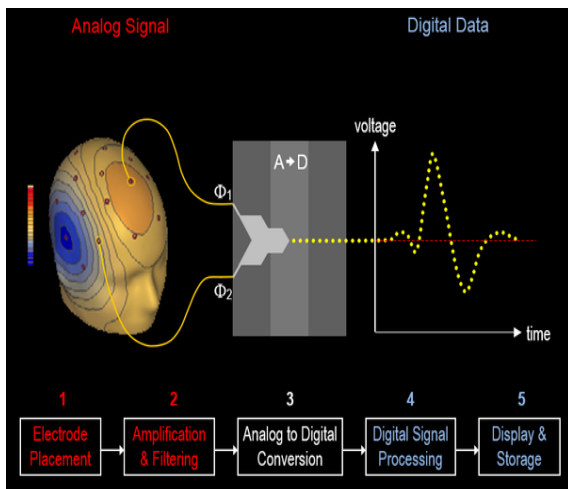 Analog Signal
Digital Data
voltage
A➔D
Φ1
Φ2
time
1
2
3
4
5
Electrode
Placement
Amplification
& Filtering
Analog to Digital
Conversion
Digital Signal
Processing
Display &
Storage